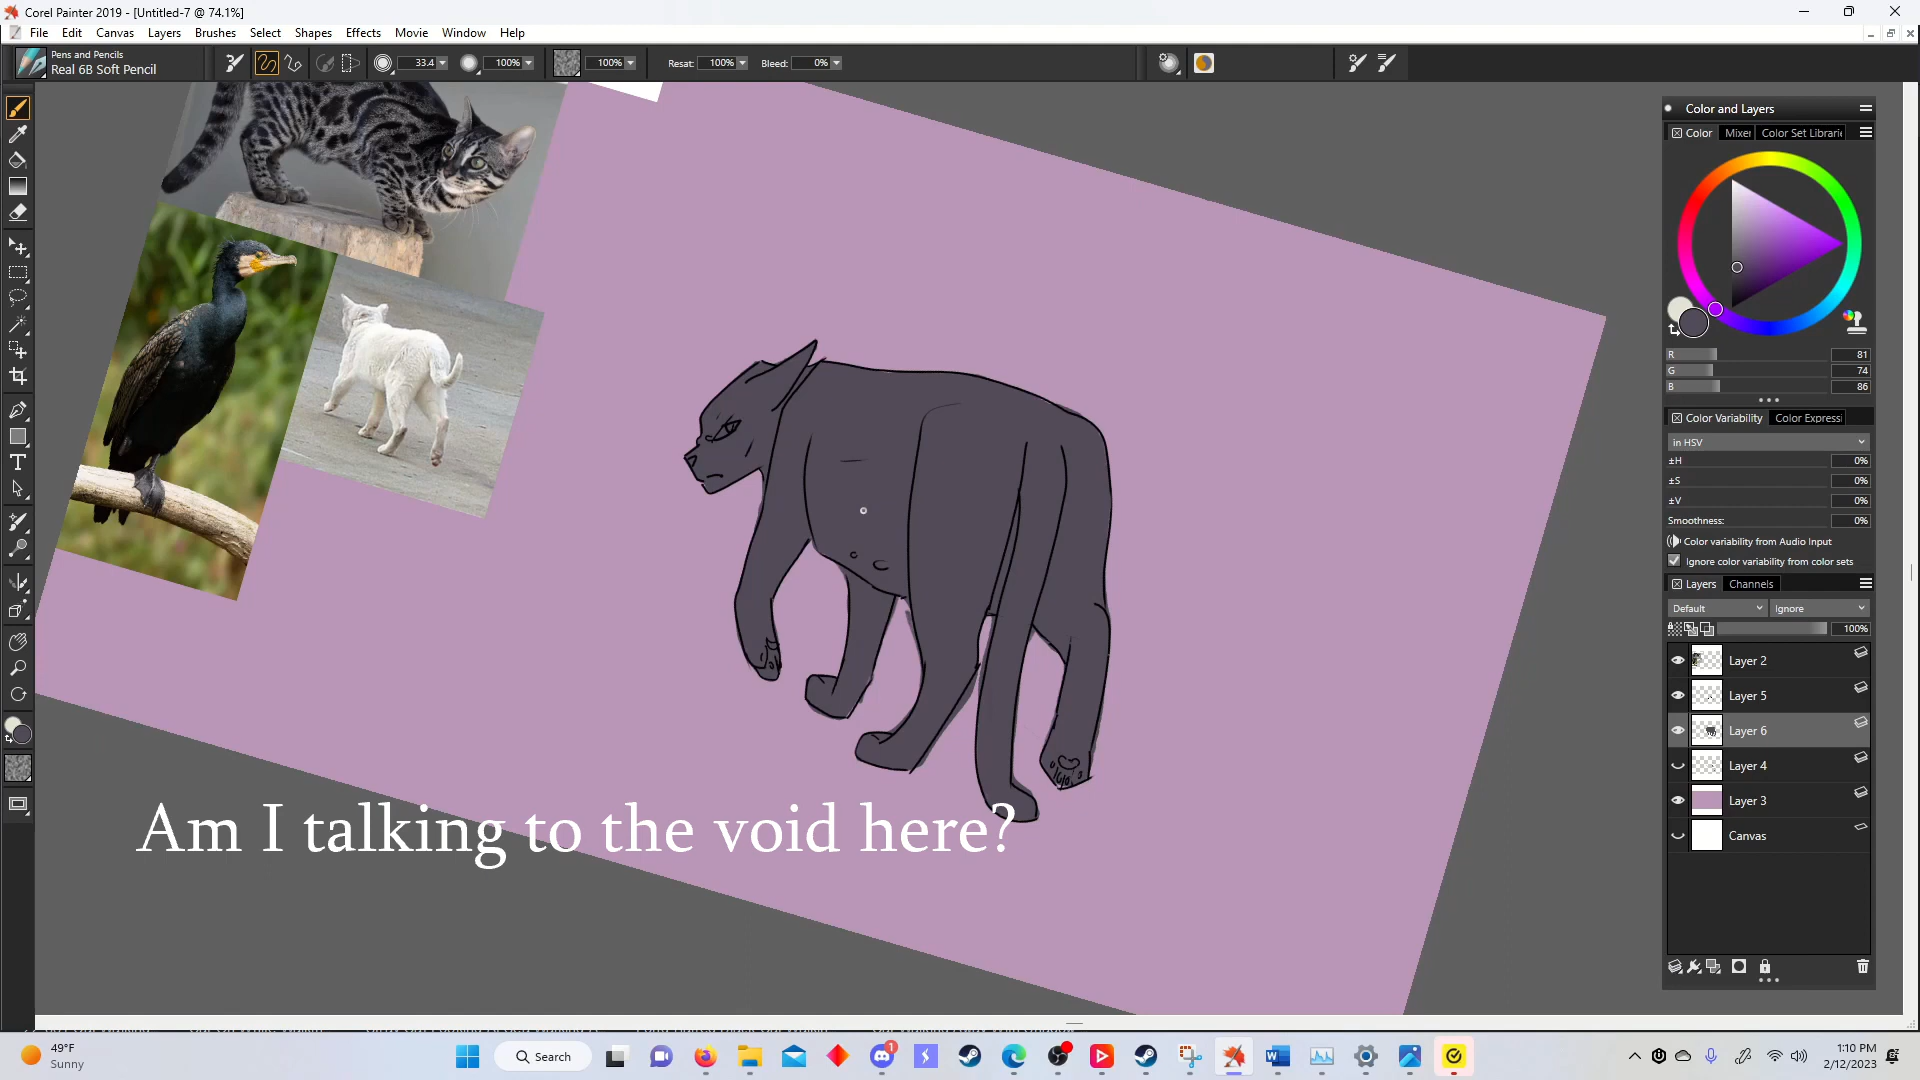 Corel Painter 2019 - [Untitled-7 @ 74.1%]
File Edit Canvas Layers Brushes Select Shapes Effects Movie Window Help
Pens and Pencils
Real 6B Soft Pencil
33.4 100% 100% Resat: 100% Bleed: 0%
Color and Layers
Color Mixer Color Set Librarie
R 81
G 74
B 86
Color Variability Color Expressi
in HSV
±H 0%
±S 0%
±V 0%
Smoothness: 0%
Color variability from Audio Input
Ignore color variability from color sets
Layers Channels
Default Ignore
100%
Layer 2
Layer 5
Layer 6
Layer 4
Layer 3
Canvas
Am I talking to the void here?
49°F
Sunny
Search
1
1:10 PM
2/12/2023